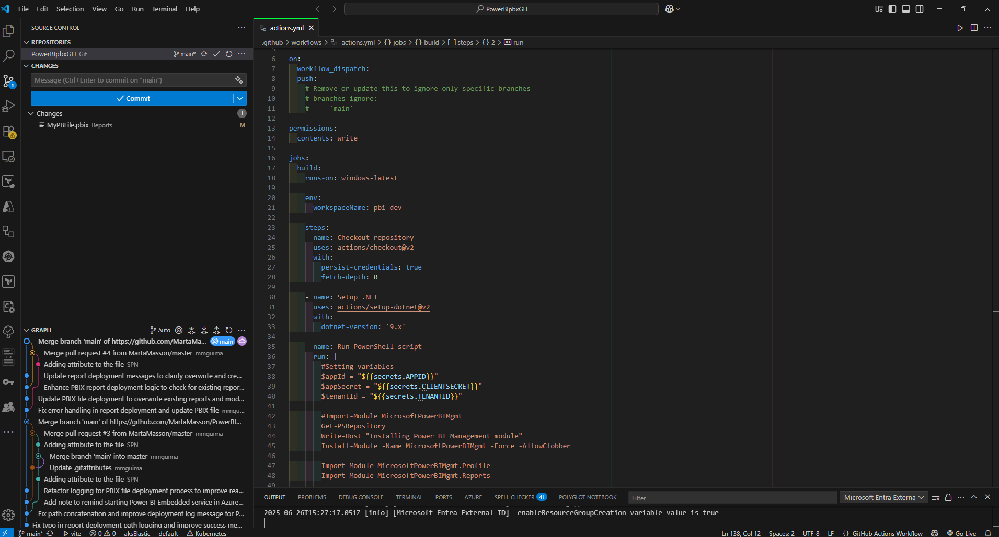 File Edit Selection View Go Run Terminal Help
PowerBIpbxGH
SOURCE CONTROL
REPOSITORIES
PowerBIpbxGH Git main*
CHANGES
Message (Ctrl+Enter to commit on "main")
Commit
Changes 1
MyPBFile.pbix Reports M
1
GRAPH Auto
Merge branch 'main' of https://github.com/MartaMa... main
Merge pull request #4 from MartaMasson/master mmguima
Adding attribute to the file SPN
Update report deployment messages to clarify overwrite and cre...
Enhance PBIX report deployment logic to check for existing repor...
Update PBIX file deployment to overwrite existing reports and mod...
Fix error handling in report deployment and update PBIX file mmgu...
Merge branch 'main' of https://github.com/MartaMasson/PowerBI...
Merge pull request #3 from MartaMasson/master mmguima
Adding attribute to the file SPN
Merge branch 'main' into master mmguima
Update .gitattributes mmguima
Adding attribute to the file SPN
Refactor logging for PBIX file deployment process to improve rea...
Add note to remind starting Power BI Embedded service in Azure...
Fix path concatenation and improve deployment log message for P...
Fix typo in report deployment path logging and improve success me...
actions.yml
.github > workflows > actions.yml > {} jobs > {} build > [ ] steps > {} 2 > abc run
5
6 on:
7 workflow_dispatch:
8 push:
9 # Remove or update this to ignore only specific branches
10 # branches-ignore:
11 #   - 'main'
12
13 permissions:
14 contents: write
15
16 jobs:
17 build:
18 runs-on: windows-latest
19
20 env:
21 workspaceName: pbi-dev
22
23 steps:
24 - name: Checkout repository
25 uses: actions/checkout@v2
26 with:
27 persist-credentials: true
28 fetch-depth: 0
29
30 - name: Setup .NET
31 uses: actions/setup-dotnet@v2
32 with:
33 dotnet-version: '9.x'
34
35 - name: Run PowerShell script
36 run: |
37 #Setting variables
38 $appId = "${{secrets.APPID}}"
39 $appSecret = "${{secrets.CLIENTSECRET}}"
40 $tenantId = "${{secrets.TENANTID}}"
41
42 #Import-Module MicrosoftPowerBIMgmt
43 Get-PSRepository
44 Write-Host "Installing Power BI Management module"
45 Install-Module -Name MicrosoftPowerBIMgmt -Force -AllowClobber
46
47 Import-Module MicrosoftPowerBIMgmt.Profile
48 Import-Module MicrosoftPowerBIMgmt.Reports
49
OUTPUT PROBLEMS DEBUG CONSOLE TERMINAL PORTS AZURE SPELL CHECKER 41 POLYGLOT NOTEBOOK Filter Microsoft Entra Externa
2025-06-26T15:27:17.051Z [info] [Microsoft Entra External ID]  enableResourceGroupCreation variable value is true
main* vite 0 0 aksElastic default Kubernetes Ln 138, Col 12 Spaces: 2 UTF-8 LF {} GitHub Actions Workflow Go Live